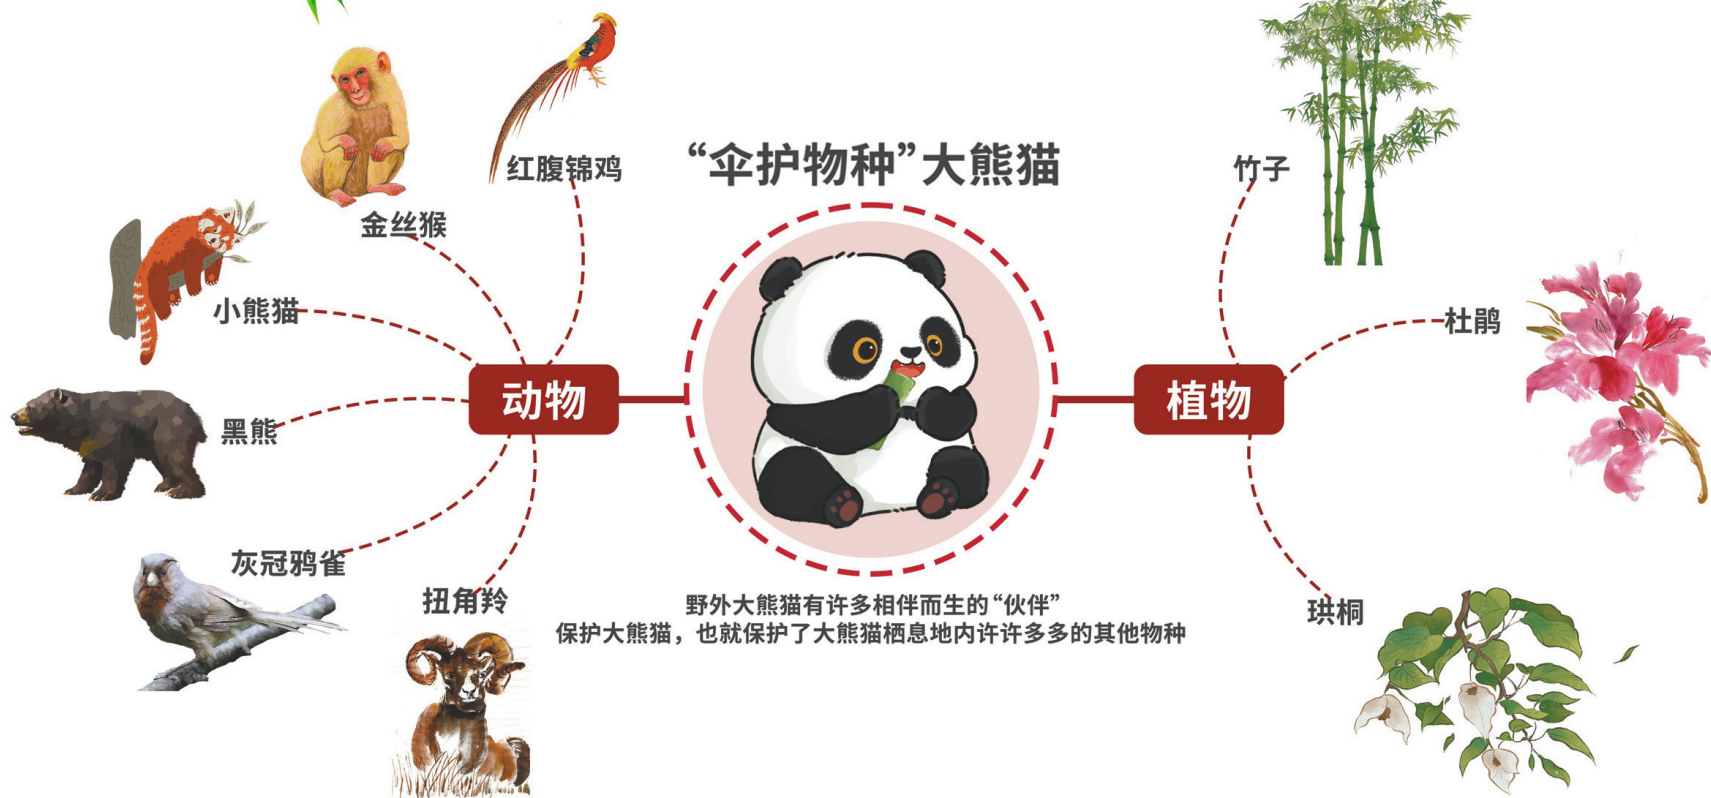 “伞护物种”大熊猫
红腹锦鸡
金丝猴
小熊猫
黑熊
灰冠鸦雀
扭角羚
动物
植物
竹子
杜鹃
珙桐
野外大熊猫有许多相伴而生的“伙伴”
保护大熊猫，也就保护了大熊猫栖息地内许许多多的其他物种